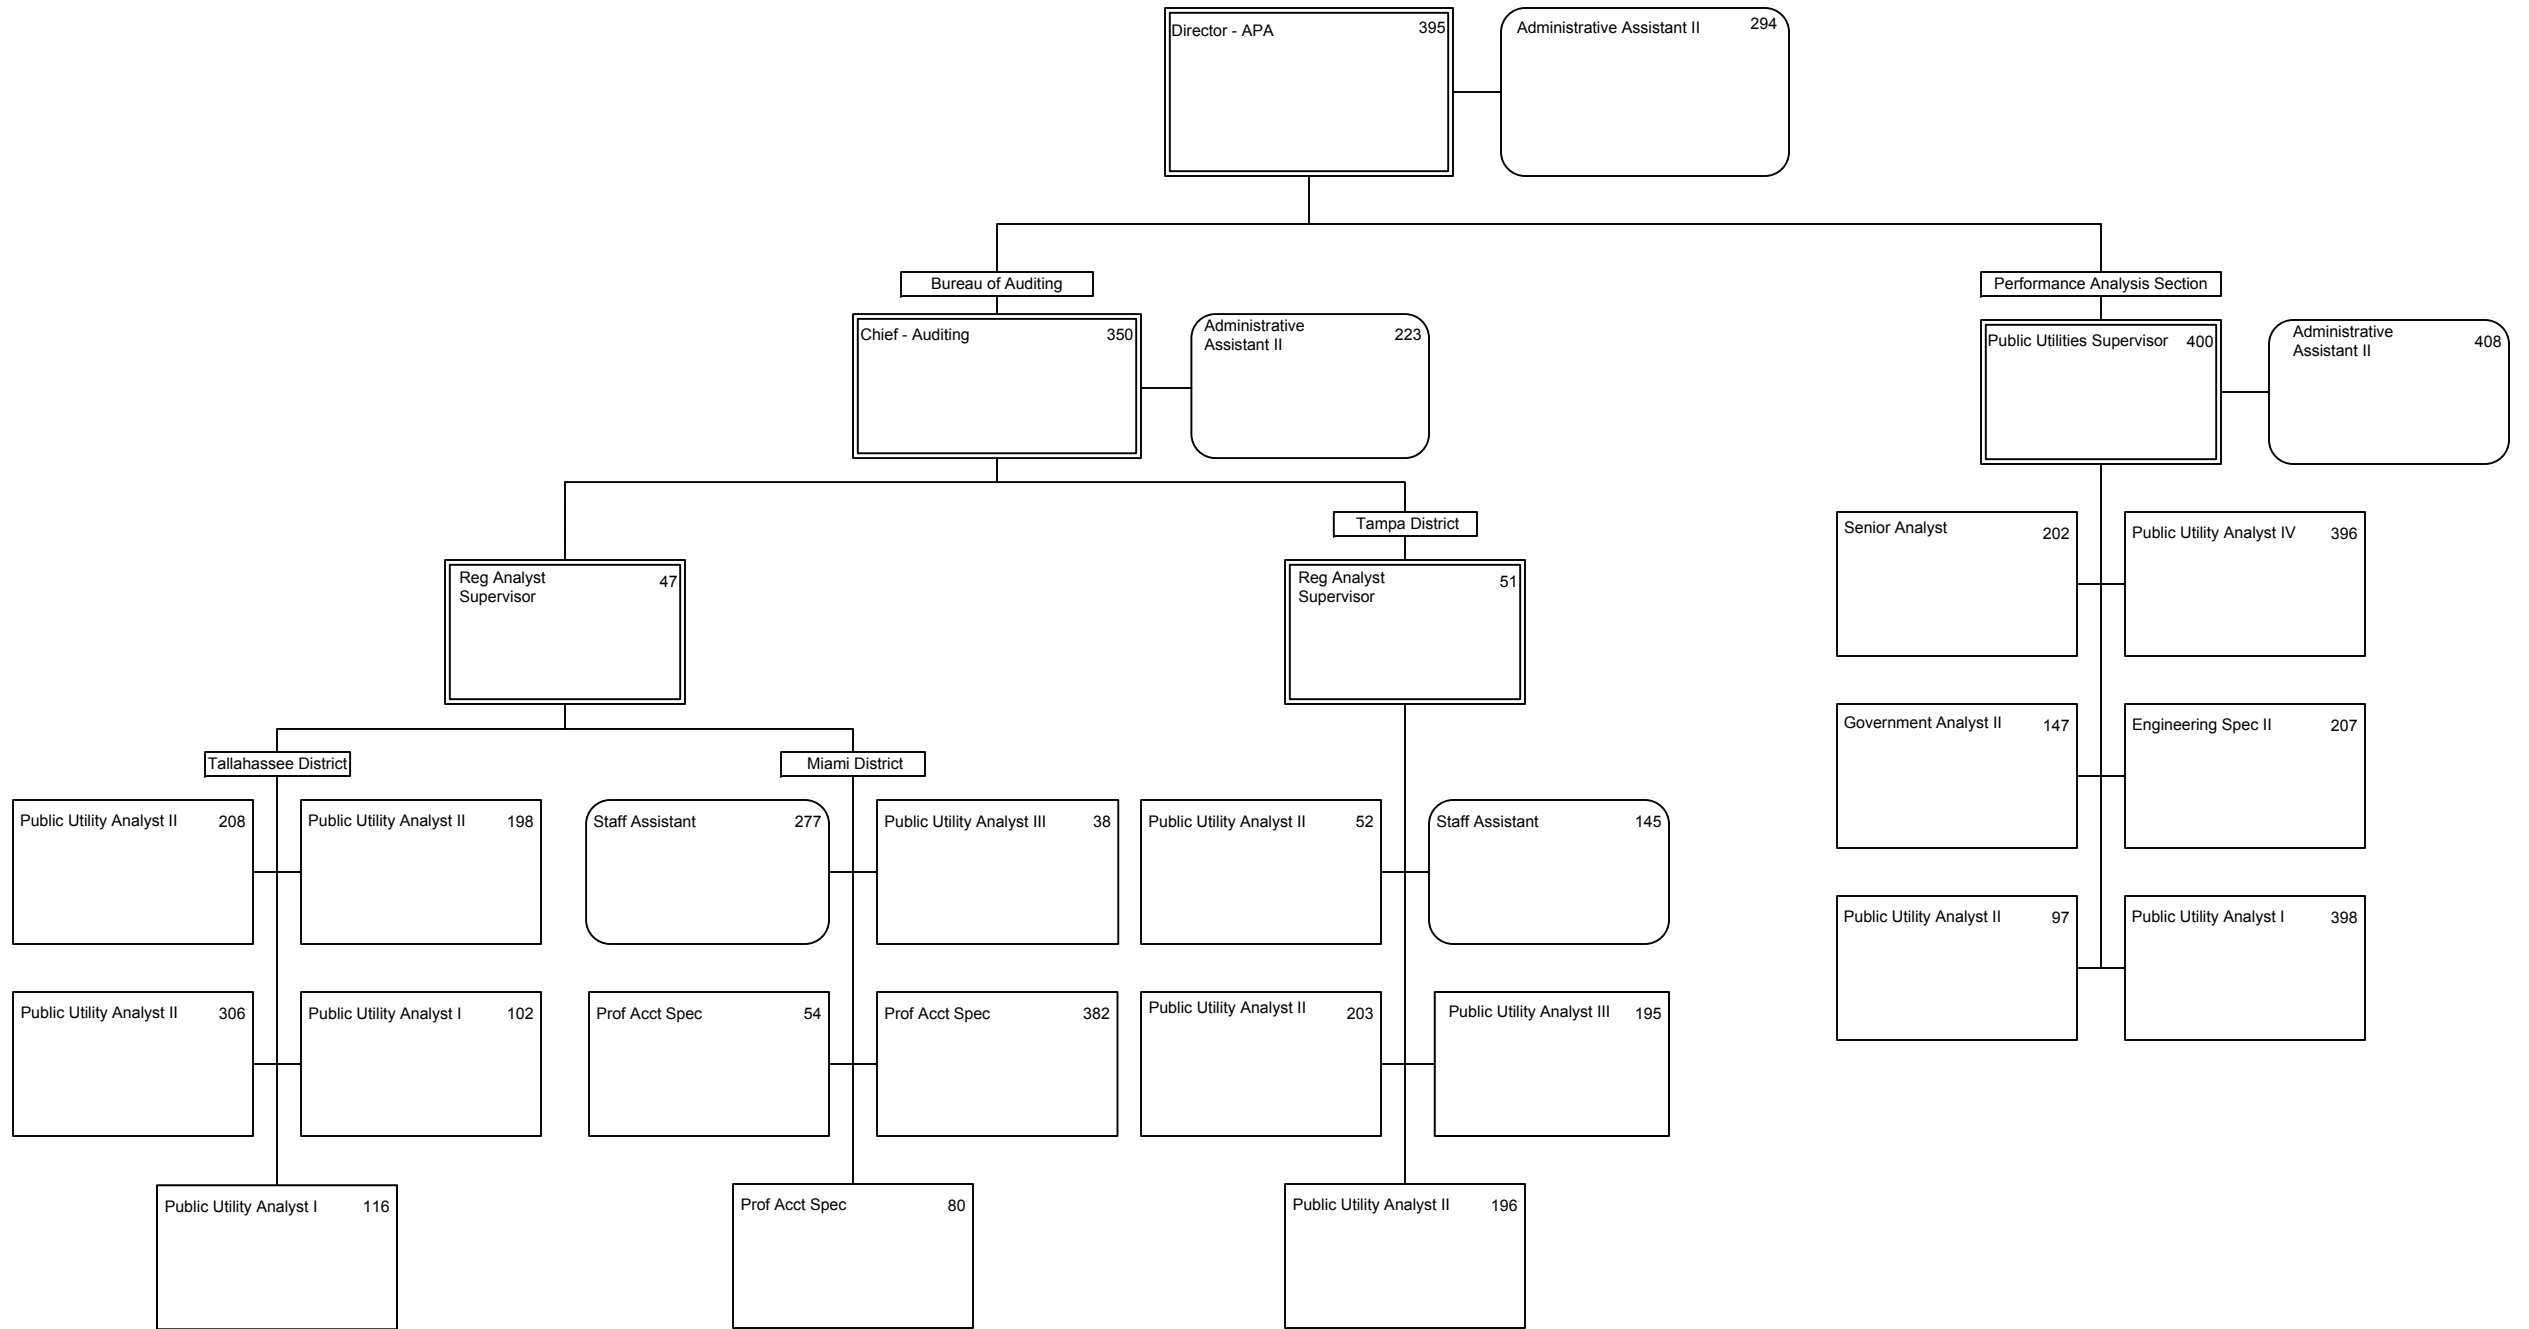 Director - APA 395
Administrative Assistant II 294
Bureau of Auditing
Performance Analysis Section
Chief - Auditing 350
Administrative
Assistant II 223
Public Utilities Supervisor 400
Administrative
Assistant II 408
Tampa District
Reg Analyst
Supervisor 47
Reg Analyst
Supervisor 51
Senior Analyst 202
Public Utility Analyst IV 396
Government Analyst II 147
Engineering Spec II 207
Public Utility Analyst II 97
Public Utility Analyst I 398
Tallahassee District
Miami District
Public Utility Analyst II 208
Public Utility Analyst II 198
Staff Assistant 277
Public Utility Analyst III 38
Public Utility Analyst II 52
Staff Assistant 145
Public Utility Analyst II 306
Public Utility Analyst I 102
Prof Acct Spec 54
Prof Acct Spec 382
Public Utility Analyst II 203
Public Utility Analyst III 195
Public Utility Analyst I 116
Prof Acct Spec 80
Public Utility Analyst II 196